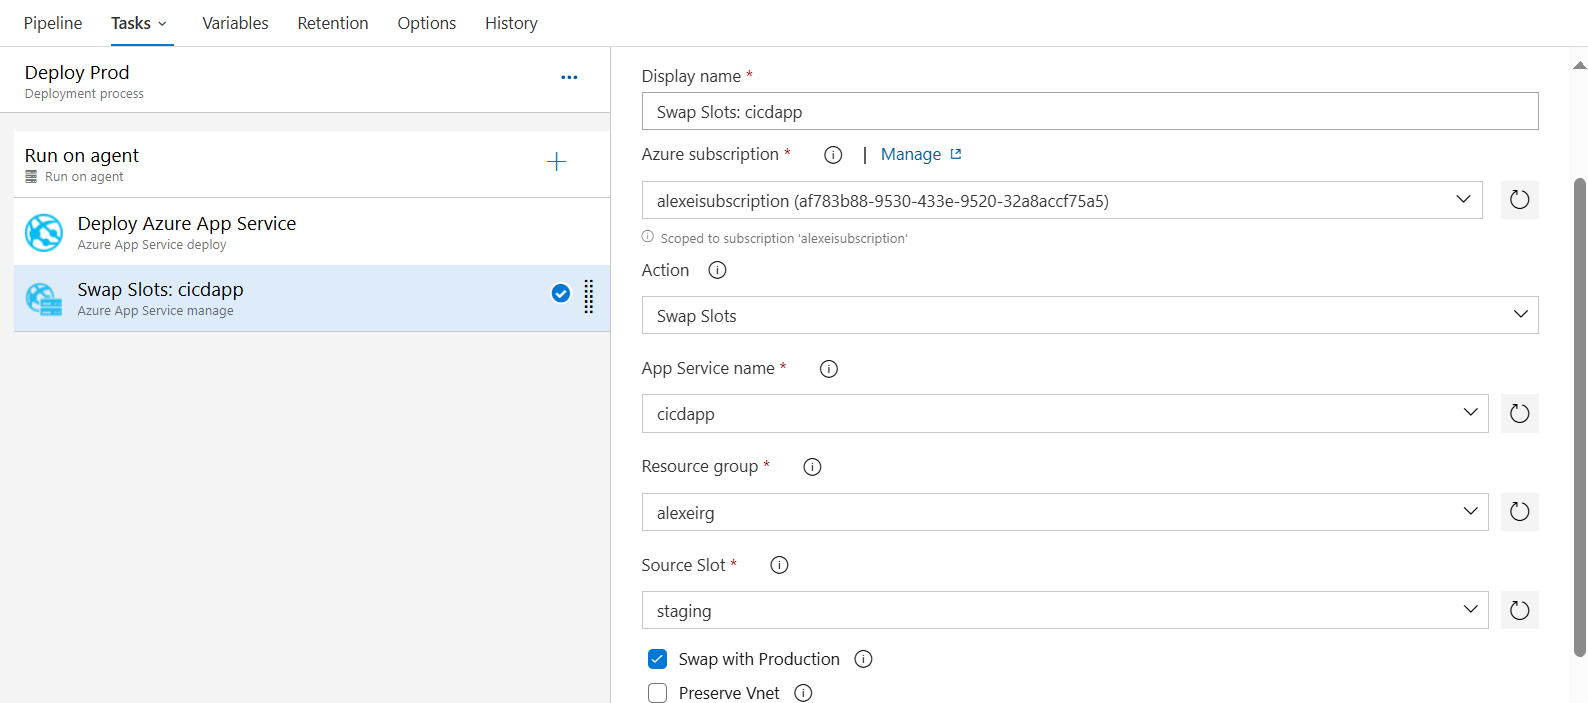 Pipeline Tasks Variables Retention Options History
Deploy Prod
Deployment process
Run on agent
Run on agent
Deploy Azure App Service
Azure App Service deploy
Swap Slots: cicdapp
Azure App Service manage
Display name *
Swap Slots: cicdapp
Azure subscription * | Manage
alexeisubscription (af783b88-9530-433e-9520-32a8accf75a5)
Scoped to subscription 'alexeisubscription'
Action
Swap Slots
App Service name *
cicdapp
Resource group *
alexeirg
Source Slot *
staging
Swap with Production
Preserve Vnet